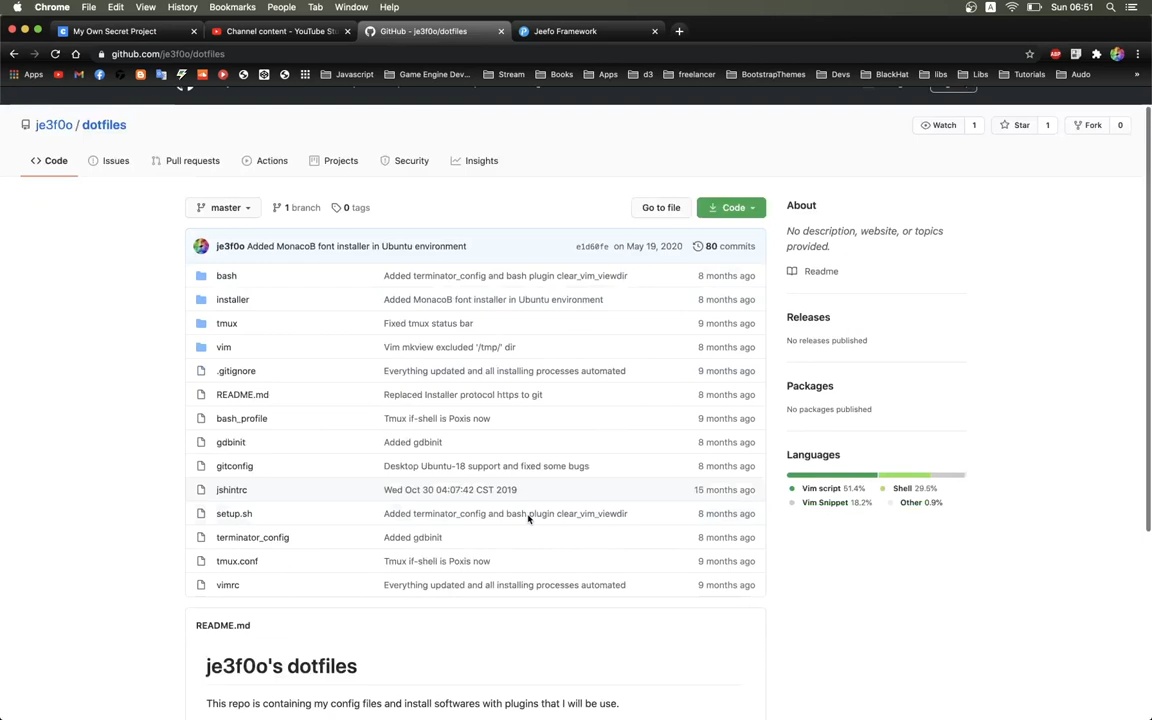 Chrome File Edit View History Bookmarks People Tab Window Help A Sun 06:51
My Own Secret Project Channel content - YouTube St GitHub - je3f0o/dotfiles Jeefo Framework
github.com/je3f0o/dotfiles ABP
Apps Javascript Game Engine Dev... Stream Books Apps d3 freelancer BootstrapThemes Devs BlackHat libs Libs Tutorials Audo »
je3f0o / dotfiles Watch 1 Star 1 Fork 0
Code Issues Pull requests Actions Projects Security Insights
master 1 branch 0 tags Go to file Code
je3f0o Added MonacoB font installer in Ubuntu environment e1d60fe on May 19, 2020 80 commits
bash Added terminator_config and bash plugin clear_vim_viewdir 8 months ago
installer Added MonacoB font installer in Ubuntu environment 8 months ago
tmux Fixed tmux status bar 9 months ago
vim Vim mkview excluded '/tmp/' dir 8 months ago
.gitignore Everything updated and all installing processes automated 9 months ago
README.md Replaced Installer protocol https to git 8 months ago
bash_profile Tmux if-shell is Poxis now 9 months ago
gdbinit Added gdbinit 8 months ago
gitconfig Desktop Ubuntu-18 support and fixed some bugs 8 months ago
jshintrc Wed Oct 30 04:07:42 CST 2019 15 months ago
setup.sh Added terminator_config and bash plugin clear_vim_viewdir 8 months ago
terminator_config Added gdbinit 8 months ago
tmux.conf Tmux if-shell is Poxis now 9 months ago
vimrc Everything updated and all installing processes automated 9 months ago
README.md
je3f0o's dotfiles
This repo is containing my config files and install softwares with plugins that I will be use.
About
No description, website, or topics
provided.
Readme
Releases
No releases published
Packages
No packages published
Languages
Vim script 51.4% Shell 29.5%
Vim Snippet 18.2% Other 0.9%